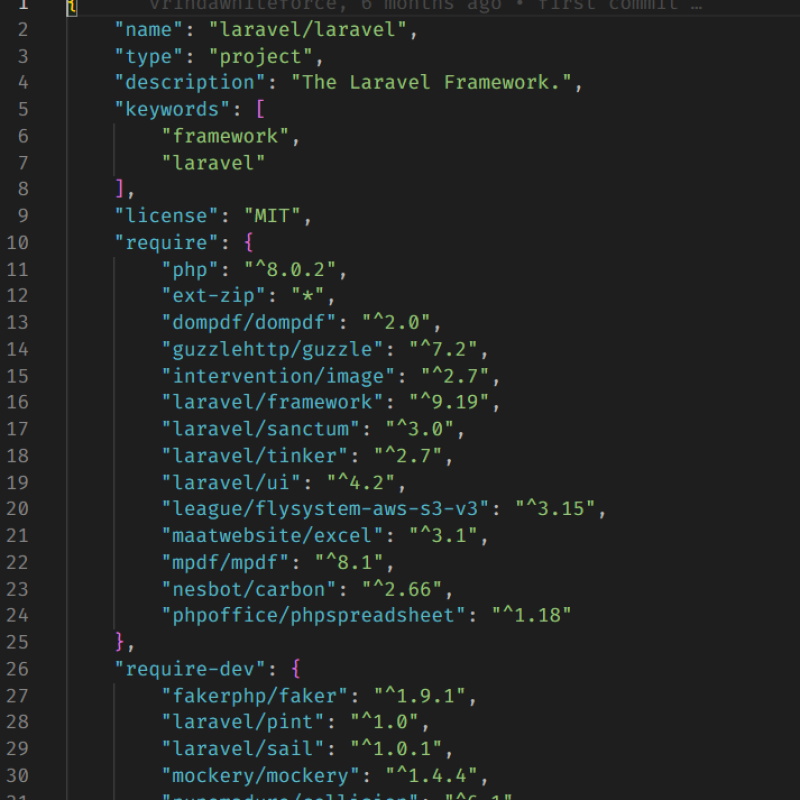 1 { vrindawhiteforce, 6 months ago • first commit …
2 "name": "laravel/laravel",
3 "type": "project",
4 "description": "The Laravel Framework.",
5 "keywords": [
6 "framework",
7 "laravel"
8 ],
9 "license": "MIT",
10 "require": {
11 "php": "^8.0.2",
12 "ext-zip": "*",
13 "dompdf/dompdf": "^2.0",
14 "guzzlehttp/guzzle": "^7.2",
15 "intervention/image": "^2.7",
16 "laravel/framework": "^9.19",
17 "laravel/sanctum": "^3.0",
18 "laravel/tinker": "^2.7",
19 "laravel/ui": "^4.2",
20 "league/flysystem-aws-s3-v3": "^3.15",
21 "maatwebsite/excel": "^3.1",
22 "mpdf/mpdf": "^8.1",
23 "nesbot/carbon": "^2.66",
24 "phpoffice/phpspreadsheet": "^1.18"
25 },
26 "require-dev": {
27 "fakerphp/faker": "^1.9.1",
28 "laravel/pint": "^1.0",
29 "laravel/sail": "^1.0.1",
30 "mockery/mockery": "^1.4.4",